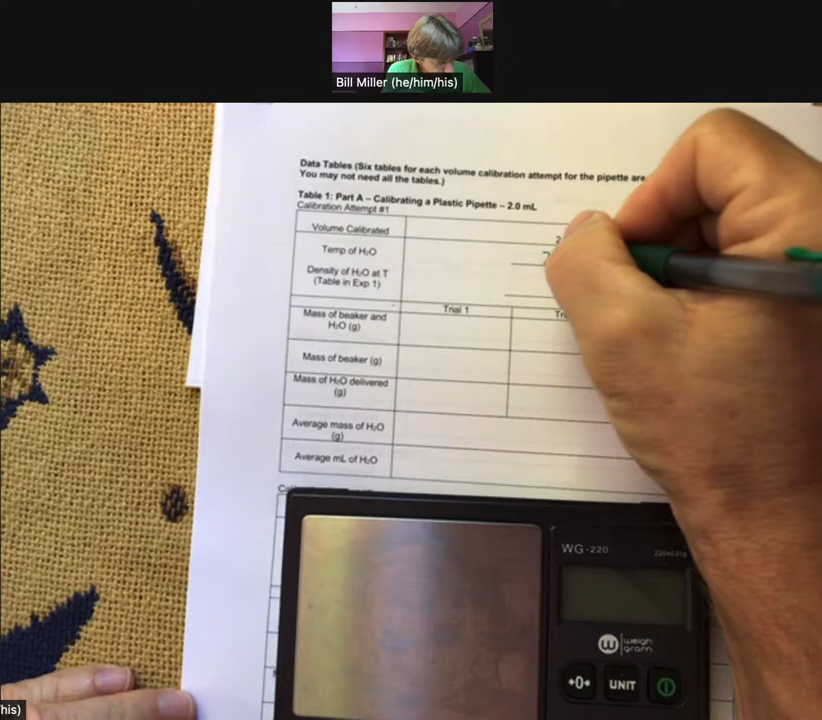 Bill Miller (he/him/his)
Data Tables (Six tables for each volume calibration attempt for the pipette are
You may not need all the tables.)
Table 1: Part A – Calibrating a Plastic Pipette – 2.0 mL
Calibration Attempt #1
Volume Calibrated
Temp of H₂O
Density of H₂O at T
(Table in Exp 1)
Trial 1
Mass of beaker and
H₂O (g)
Mass of beaker (g)
Mass of H₂O delivered
(g)
Average mass of H₂O
(g)
Average mL of H₂O
WG-220
220x0.01g
weigh
gram
+0+
UNIT
his)